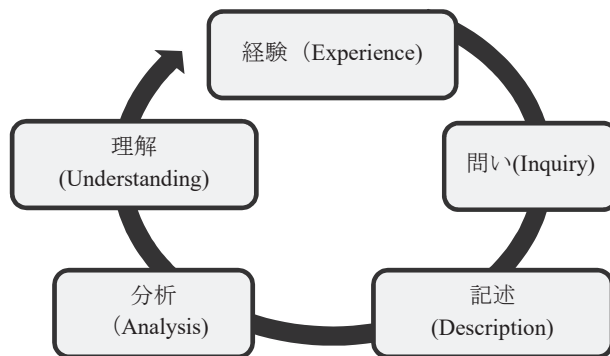 経験（Experience)
問い(Inquiry)
記述
(Description)
分析
（Analysis)
理解
(Understanding)